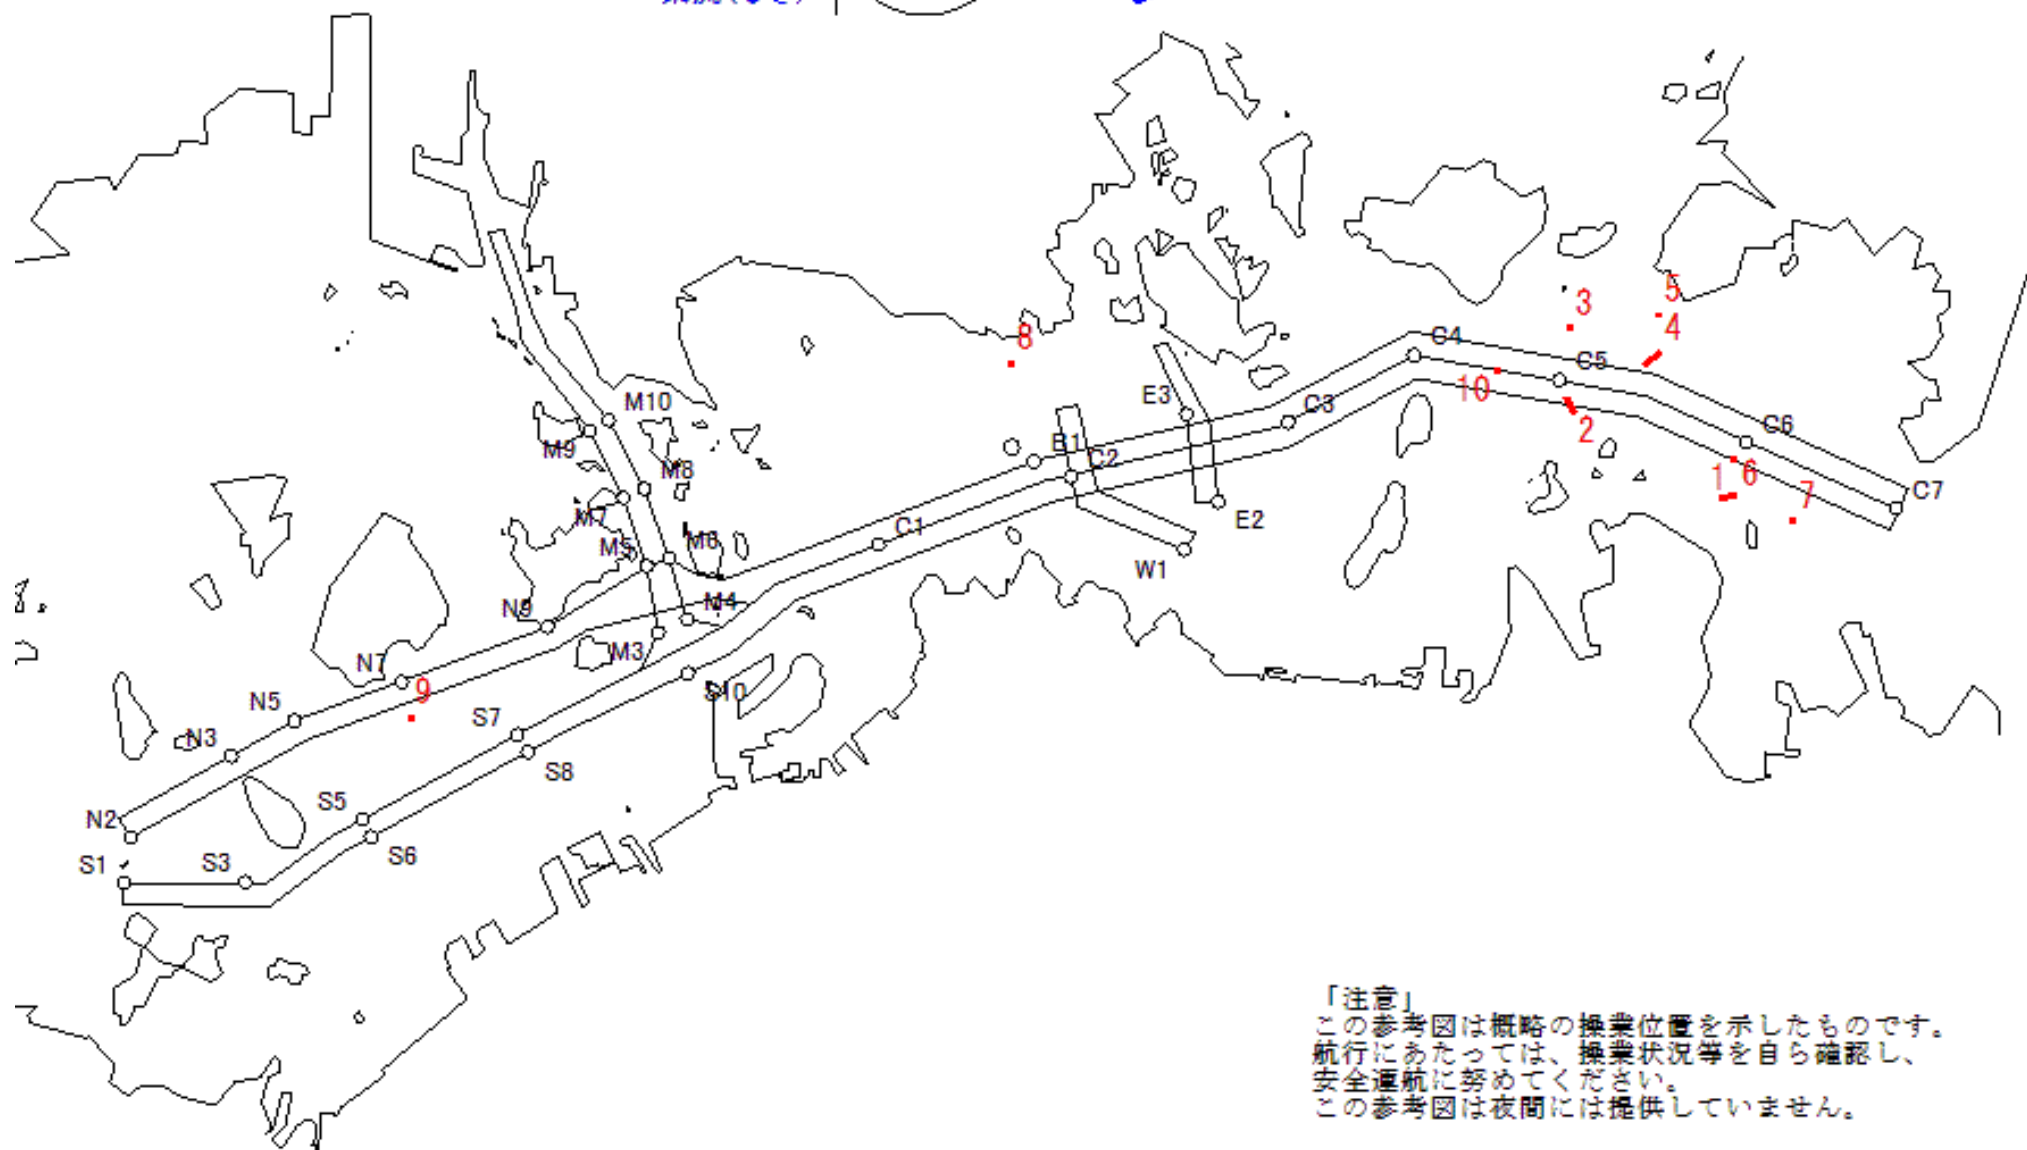 8
3
5
4
C4
C5
10
2
E3
C3
M10
M9
B1
C2
M8
C6
1
6
7
C7
M7
M5
M6
C1
E2
W1
N9
M4
M3
N7
9
S10
N5
N3
S7
S8
N2
S5
S6
S1
S3
「注意」
この参考図は概略の操業位置を示したものです。
航行にあたっては、操業状況等を自ら確認し、
安全運航に努めてください。
この参考図は夜間には提供していません。